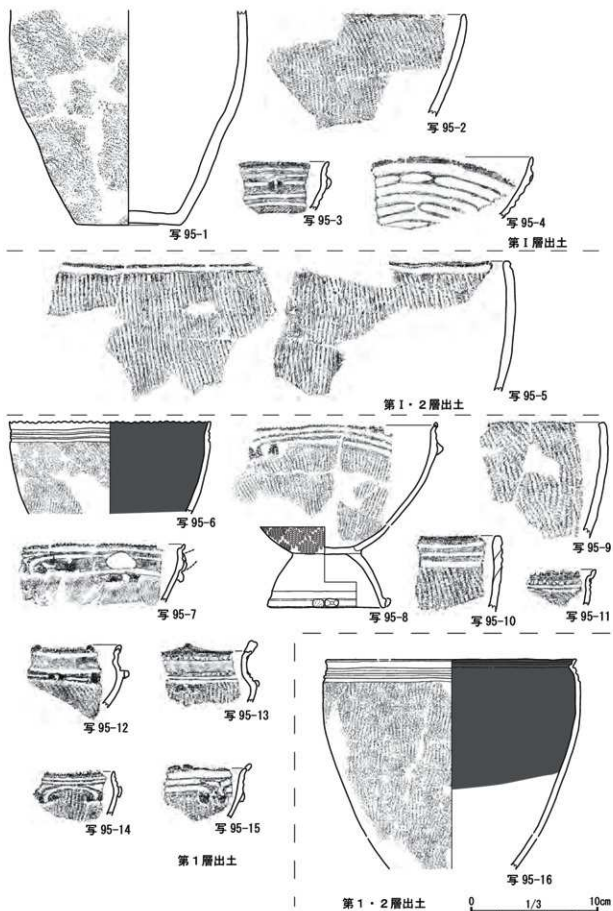 写 95-1
写 95-2
写 95-3
写 95-4
第Ⅰ層出土
写 95-5
第Ⅰ・2層出土
写 95-6
写 95-7
写 95-8
写 95-9
写 95-10
写 95-11
写 95-12
写 95-13
写 95-14
写 95-15
第1層出土
写 95-16
第1・2層出土
0 1/3 10cm